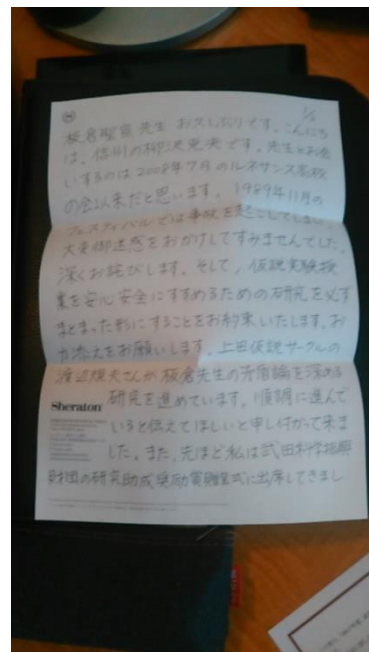 1/2
板倉聖宣先生 お久しぶりです。こんにち
は、信州の柳沢克央です。先生とお会
いするのは2008年7月のルネサンス高校
の会以来だと思います。1989年11月の
フェスティバルでは事故を起こしてしまい、
大変御迷惑をおかけしてすみませんでした。
深くお詫びします。そして、仮説実験授
業を安心安全にすすめるための研究を必ず
まとまった形にすることをお約束いたします。お
力添えをお願いします。上田仮説サークルの
渡辺規夫さんが板倉先生の矛盾論を深める
研究を進めています。順調に進んで
Sheraton
いると伝えてほしいと申し付かって来ま
した。また、先ほど私は武田科学振興
財団の研究助成奨励賞贈呈式に出席してきまし